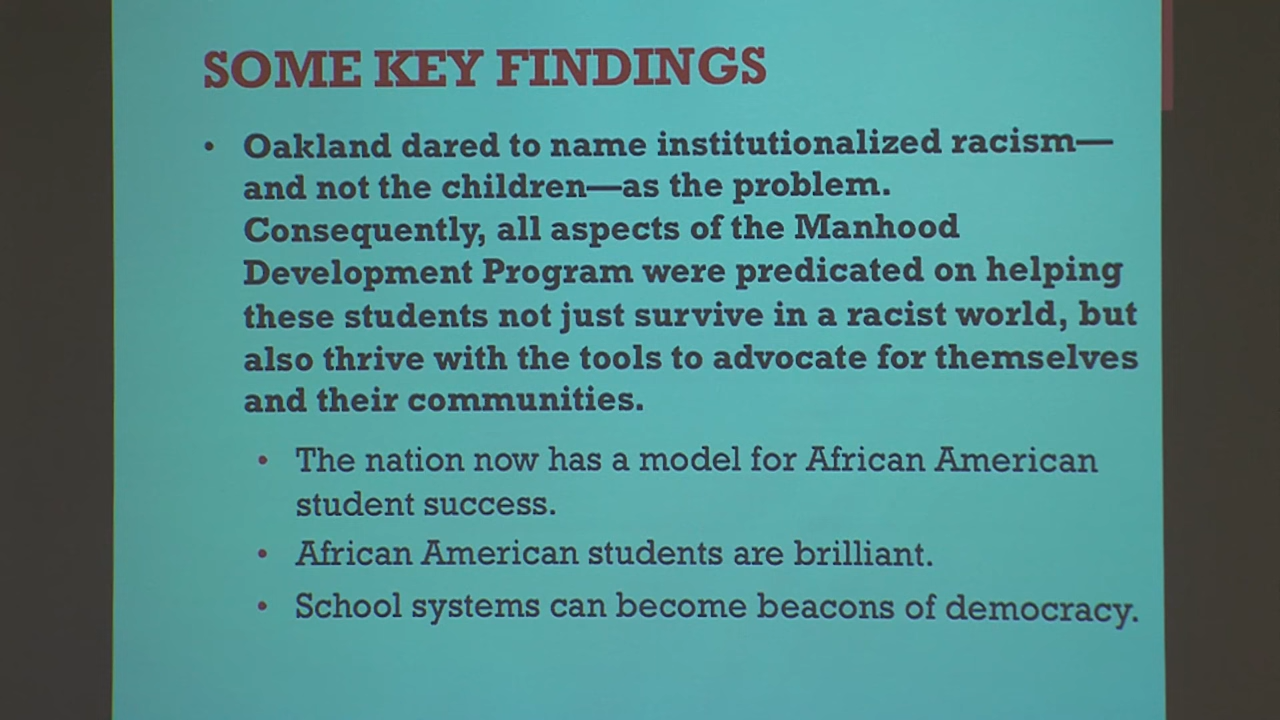 SOME KEY FINDINGS
• Oakland dared to name institutionalized racism—
and not the children—as the problem.
Consequently, all aspects of the Manhood
Development Program were predicated on helping
these students not just survive in a racist world, but
also thrive with the tools to advocate for themselves
and their communities.
• The nation now has a model for African American
student success.
• African American students are brilliant.
• School systems can become beacons of democracy.